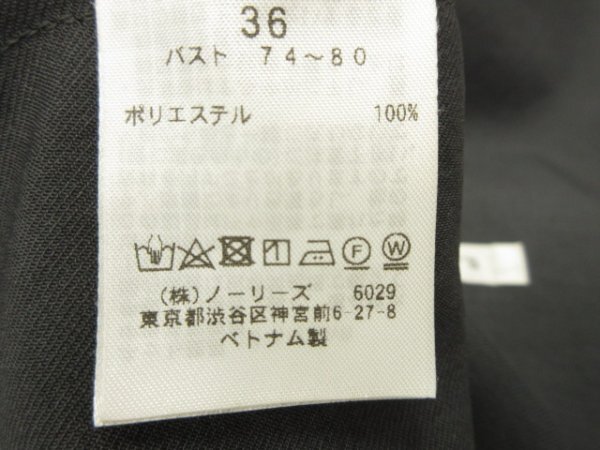 36
バスト 74～80
ポリエステル 100%
(株)ノーリーズ 6029
東京都渋谷区神宮前6-27-8
ベトナム製